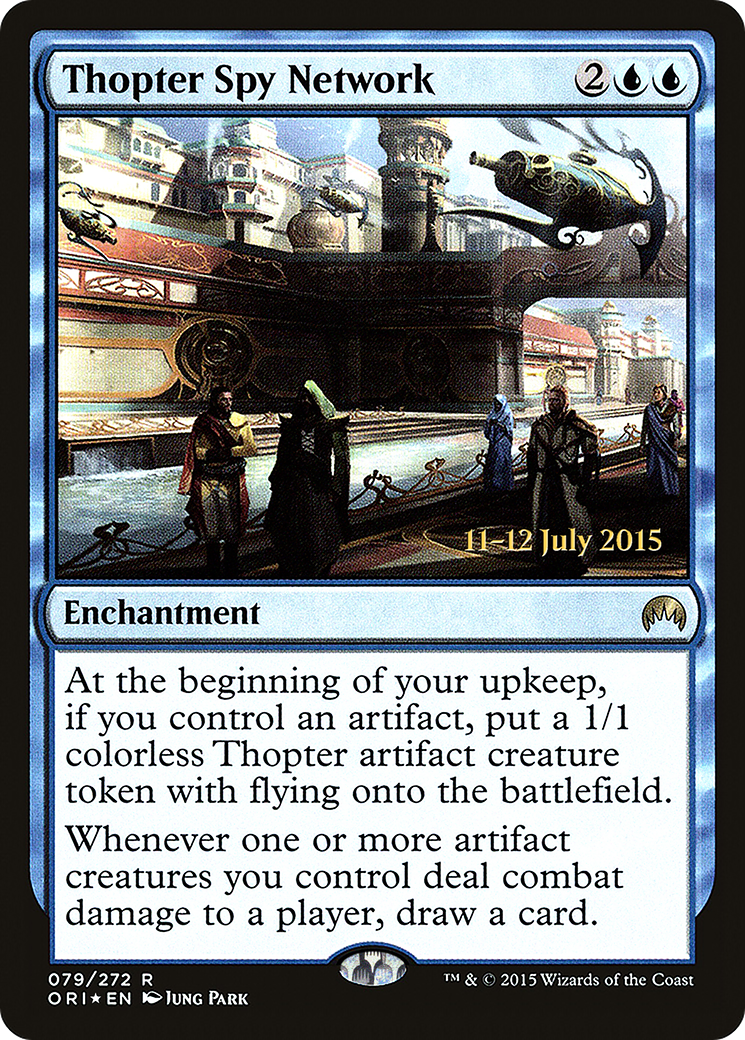 Thopter Spy Network 2
11–12 July 2015
Enchantment
At the beginning of your upkeep,
if you control an artifact, put a 1/1
colorless Thopter artifact creature
token with flying onto the battlefield.
Whenever one or more artifact
creatures you control deal combat
damage to a player, draw a card.
079/272 R
ORI★EN Jung Park
™ & © 2015 Wizards of the Coast